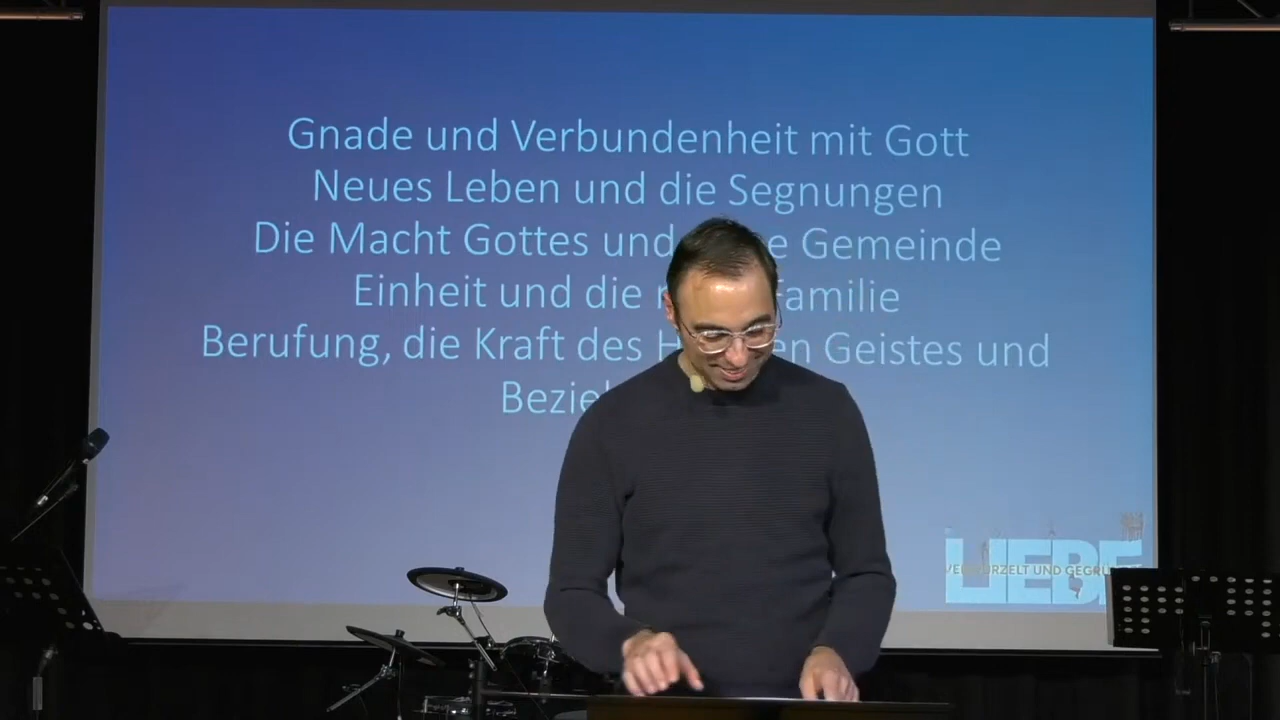 Gnade und Verbundenheit mit Gott
Neues Leben und die Segnungen
Die Macht Gottes und Gemeinde
Einheit und die
Berufung, die Kraft des Geistes und
LIEBE
UND